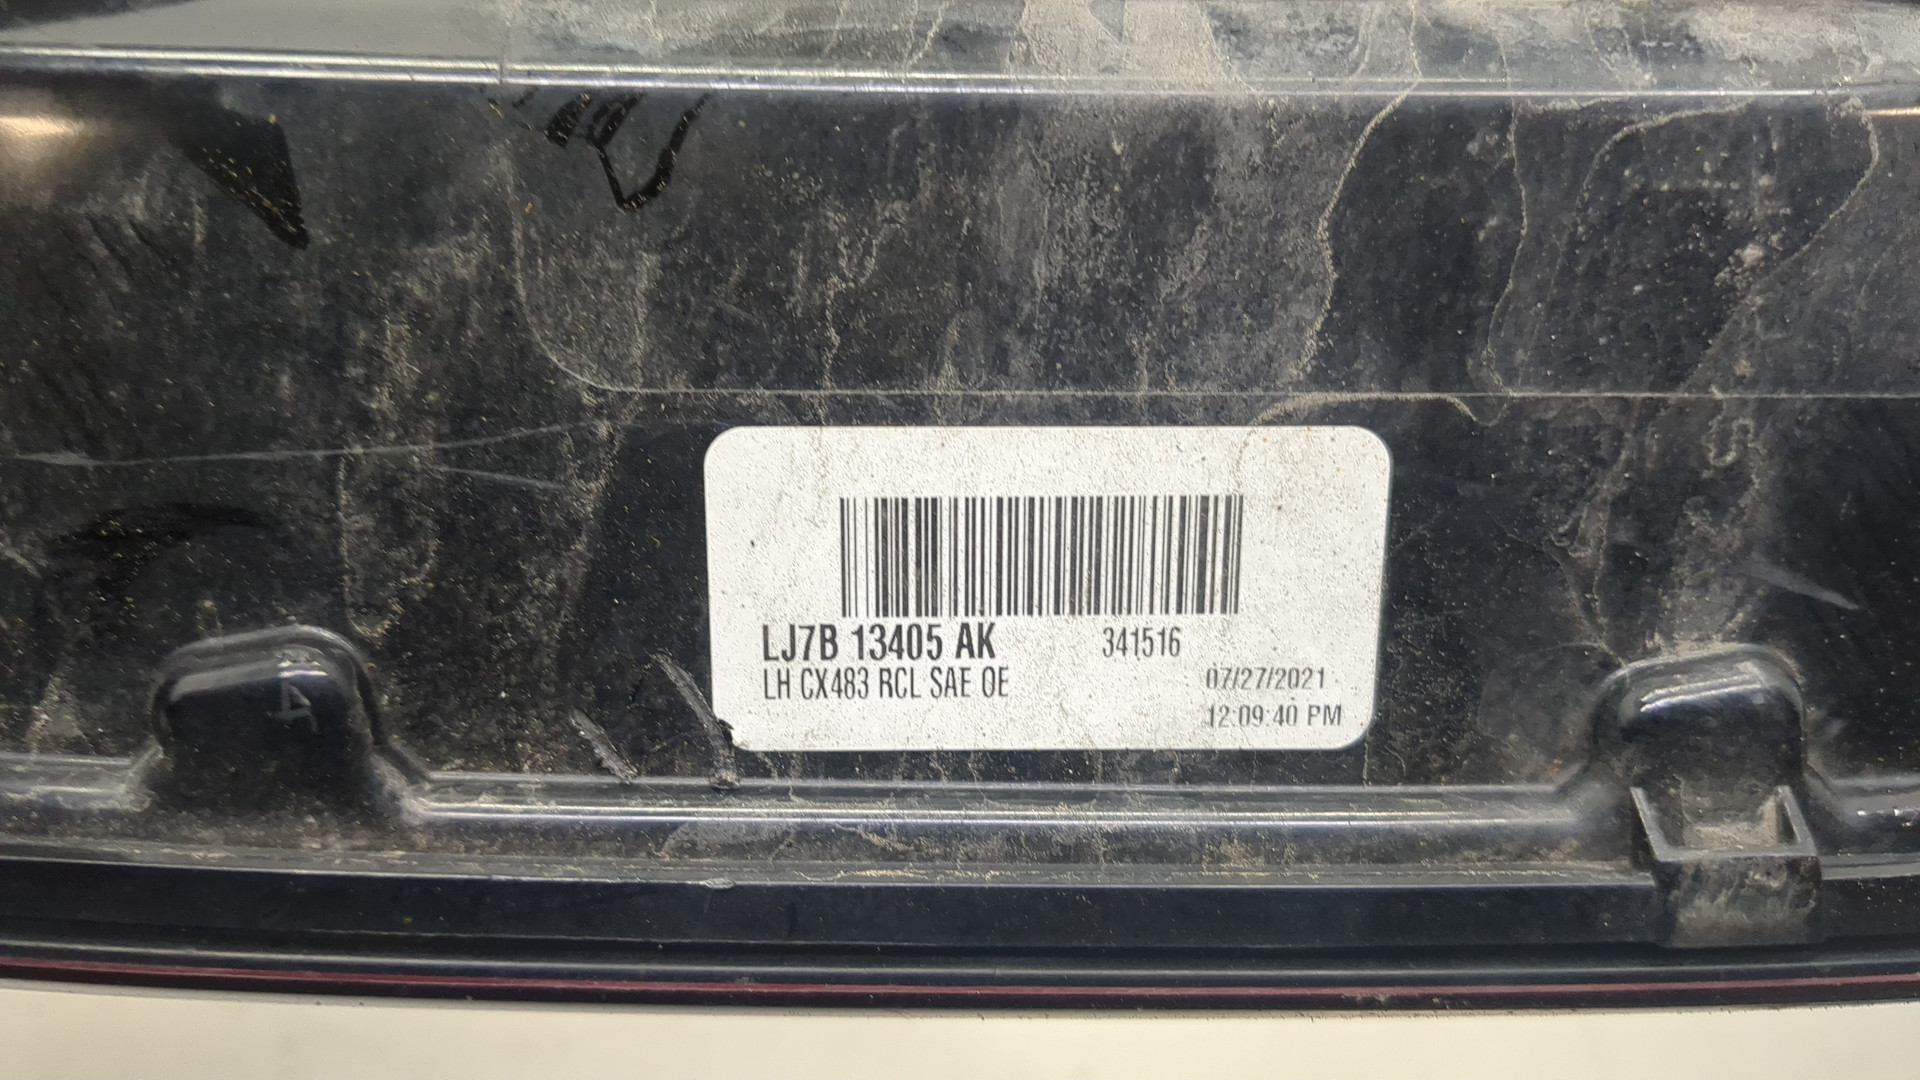 LJ7B 13405 AK 341516
LH CX483 RCL SAE OE 07/27/2021
12:09:40 PM